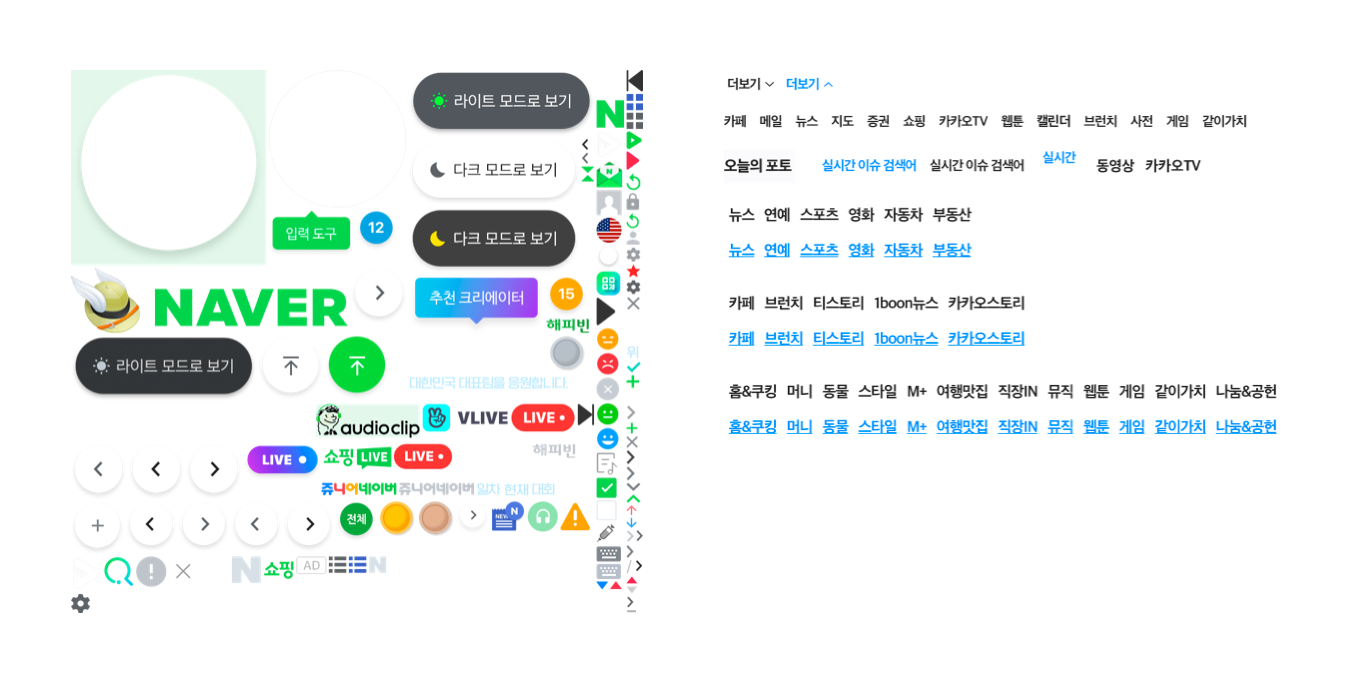 라이트 모드로 보기
다크 모드로 보기
입력 도구
12
다크 모드로 보기
추천 크리에이터
15
NAVER
해피빈
라이트 모드로 보기
위
대한민국 대표팀을 응원합니다.
audioclip
VLIVE
LIVE
LIVE
쇼핑 LIVE
LIVE
해피빈
쥬니어네이버 쥬니어네이버 일차 현재 대회
전체
NEWS
N
쇼핑
AD
N
더보기 더보기
카페 메일 뉴스 지도 증권 쇼핑 카카오TV 웹툰 캘린더 브런치 사전 게임 같이가치
오늘의 포토 실시간 이슈 검색어 실시간 이슈 검색어 실시간 동영상 카카오TV
뉴스 연예 스포츠 영화 자동차 부동산
뉴스 연예 스포츠 영화 자동차 부동산
카페 브런치 티스토리 1boon뉴스 카카오스토리
카페 브런치 티스토리 1boon뉴스 카카오스토리
홈&쿠킹 머니 동물 스타일 M+ 여행맛집 직장IN 뮤직 웹툰 게임 같이가치 나눔&공헌
홈&쿠킹 머니 동물 스타일 M+ 여행맛집 직장IN 뮤직 웹툰 게임 같이가치 나눔&공헌